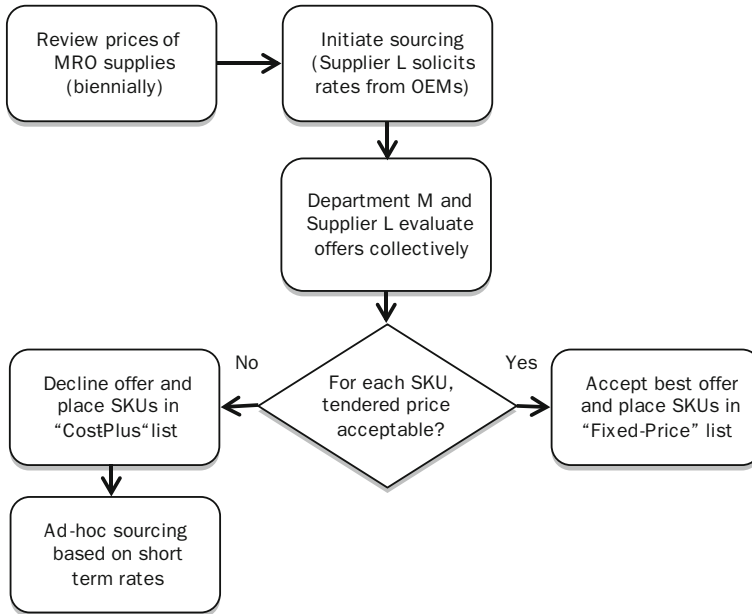 Review prices of
MRO supplies
(biennially)
Initiate sourcing
(Supplier L solicits
rates from OEMs)
Department M and
Supplier L evaluate
offers collectively
No
Yes
Decline offer and
place SKUs in
“CostPlus“ list
For each SKU,
tendered price
acceptable?
Accept best offer
and place SKUs in
“Fixed-Price” list
Ad-hoc sourcing
based on short
term rates